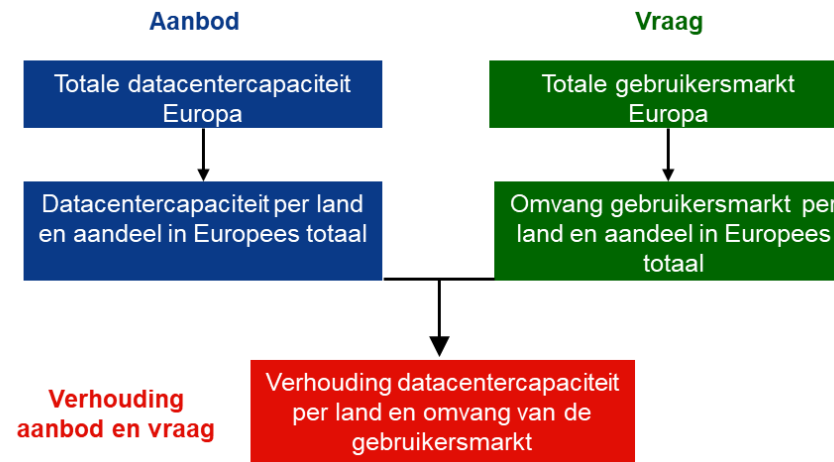 Aanbod
Vraag
Totale datacentercapaciteit
Europa
Totale gebruikersmarkt
Europa
Datacentercapaciteit per land
en aandeel in Europees totaal
Omvang gebruikersmarkt per
land en aandeel in Europees
totaal
Verhouding
aanbod en vraag
Verhouding datacentercapaciteit
per land en omvang van de
gebruikersmarkt